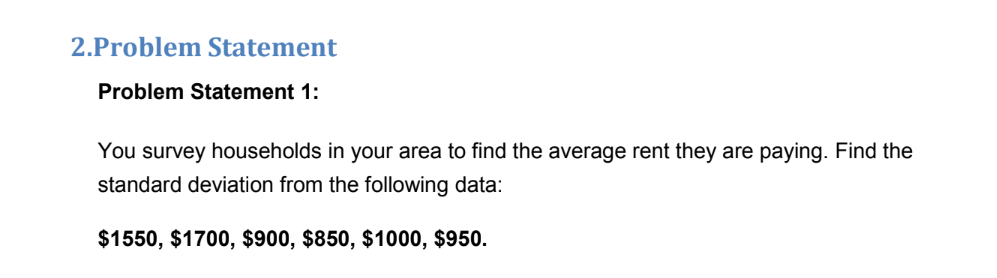 2.Problem Statement
Problem Statement 1:
You survey households in your area to find the average rent they are paying. Find the
standard deviation from the following data:
$1550, $1700, $900, $850, $1000, $950.